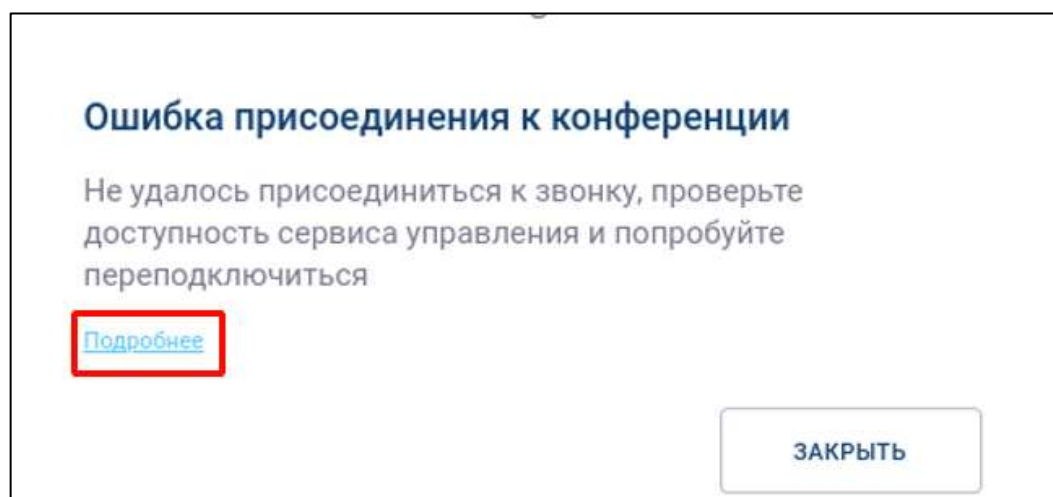 Ошибка присоединения к конференции
Не удалось присоединиться к звонку, проверьте
доступность сервиса управления и попробуйте
переподключиться
Подробнее
ЗАКРЫТЬ